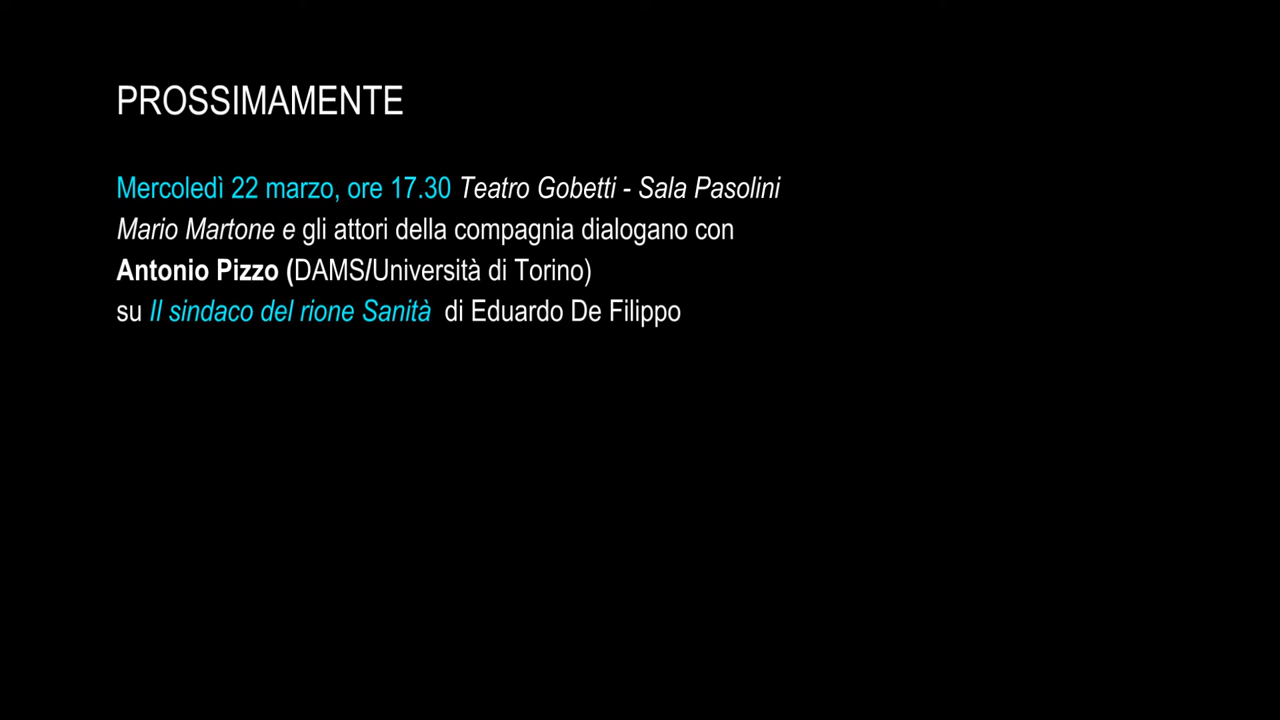 PROSSIMAMENTE
Mercoledì 22 marzo, ore 17.30 Teatro Gobetti - Sala Pasolini
Mario Martone e gli attori della compagnia dialogano con
Antonio Pizzo (DAMS/Università di Torino)
su Il sindaco del rione Sanità di Eduardo De Filippo